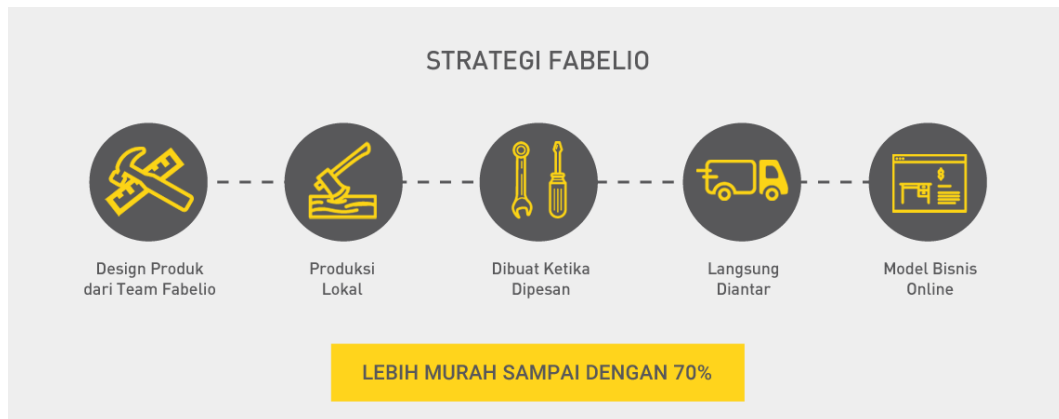 STRATEGI FABELIO
Design Produk
dari Team Fabelio
Produksi
Lokal
Dibuat Ketika
Dipesan
Langsung
Diantar
$
Model Bisnis
Online
LEBIH MURAH SAMPAI DENGAN 70%